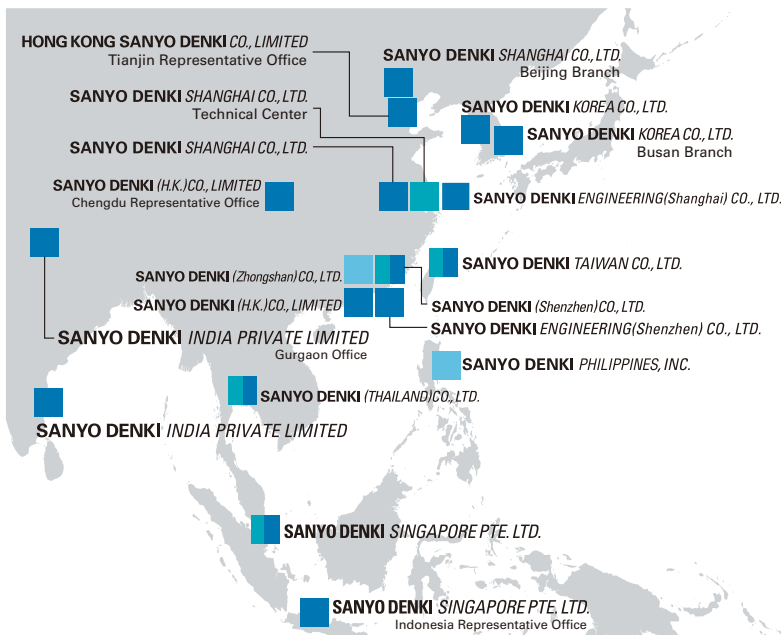 HONG KONG SANYO DENKI CO., LIMITED
Tianjin Representative Office
SANYO DENKI SHANGHAI CO., LTD.
Beijing Branch
SANYO DENKI SHANGHAI CO., LTD.
Technical Center
SANYO DENKI KOREA CO., LTD.
SANYO DENKI KOREA CO., LTD.
Busan Branch
SANYO DENKI SHANGHAI CO., LTD.
SANYO DENKI (H.K.) CO., LIMITED
Chengdu Representative Office
SANYO DENKI ENGINEERING (Shanghai) CO., LTD.
SANYO DENKI (Zhongshan) CO., LTD.
SANYO DENKI TAIWAN CO., LTD.
SANYO DENKI (H.K.) CO., LIMITED
SANYO DENKI (Shenzhen) CO., LTD.
SANYO DENKI ENGINEERING (Shenzhen) CO., LTD.
SANYO DENKI INDIA PRIVATE LIMITED
Gurgaon Office
SANYO DENKI PHILIPPINES, INC.
SANYO DENKI (THAILAND) CO., LTD.
SANYO DENKI INDIA PRIVATE LIMITED
SANYO DENKI SINGAPORE PTE. LTD.
SANYO DENKI SINGAPORE PTE. LTD.
Indonesia Representative Office